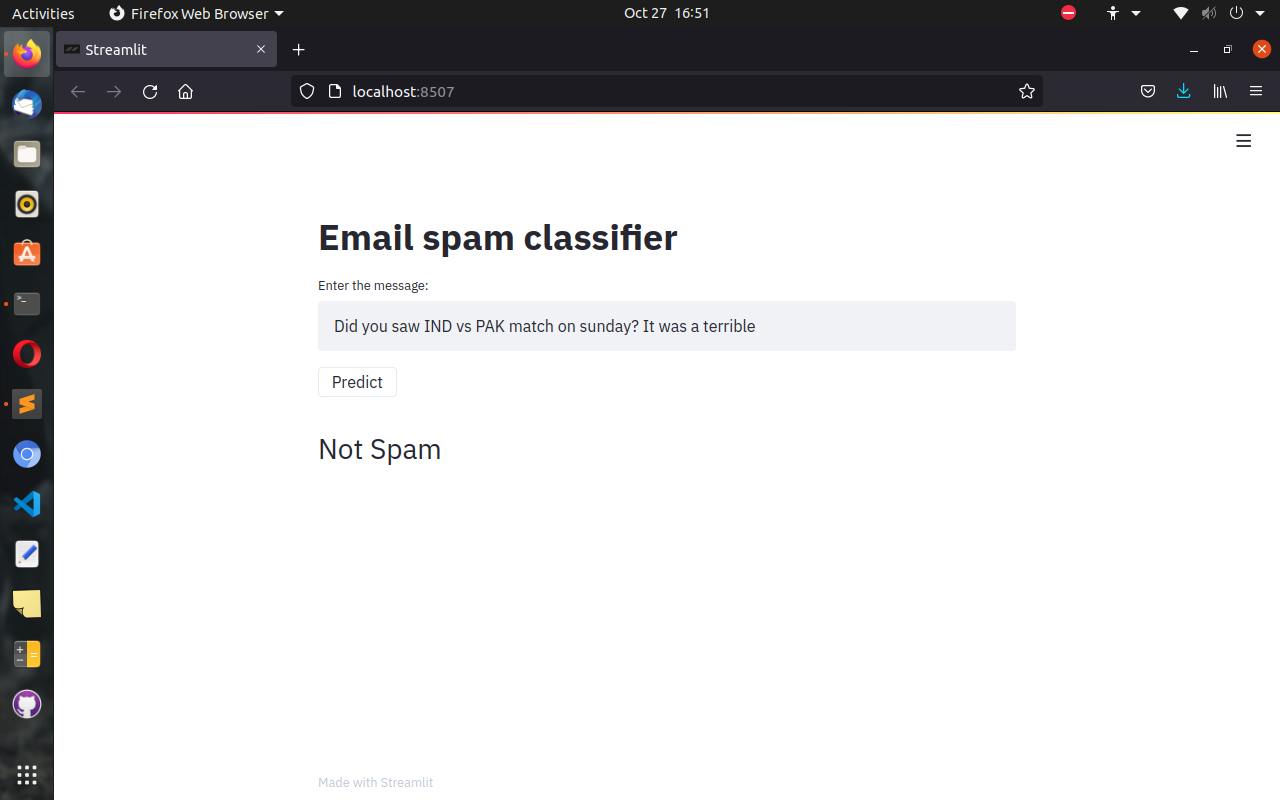 Activities Firefox Web Browser Oct 27 16:51
Streamlit
localhost:8507
Email spam classifier
Enter the message:
Did you saw IND vs PAK match on sunday? It was a terrible
Predict
Not Spam
Made with Streamlit